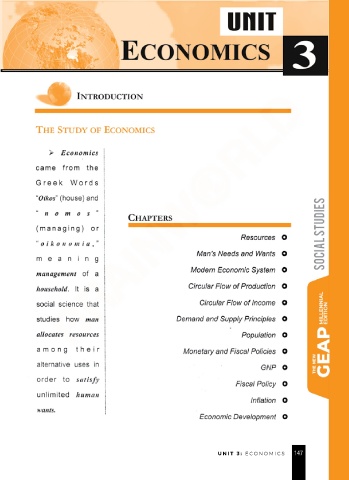 UNIT
ECONOMICS 3
INTRODUCTION
THE STUDY OF ECONOMICS
➢ Economics
came from the
Greek Words
"Oikos" (house) and
"nomos"
(managing) or
"oikonomia,"
meaning
management of a
household. It is a
social science that
studies how man
allocates resources
among their
alternative uses in
order to satisfy
unlimited human
wants.
CHAPTERS
Resources
Man's Needs and Wants
Modern Economic System
Circular Flow of Production
Circular Flow of Income
Demand and Supply Principles
Population
Monetary and Fiscal Policies
GNP
Fiscal Policy
Inflation
Economic Development
SOCIAL STUDIES
THE NEW
GEAP MILLENNIAL
EDITION
UNIT 3: ECONOMICS 147